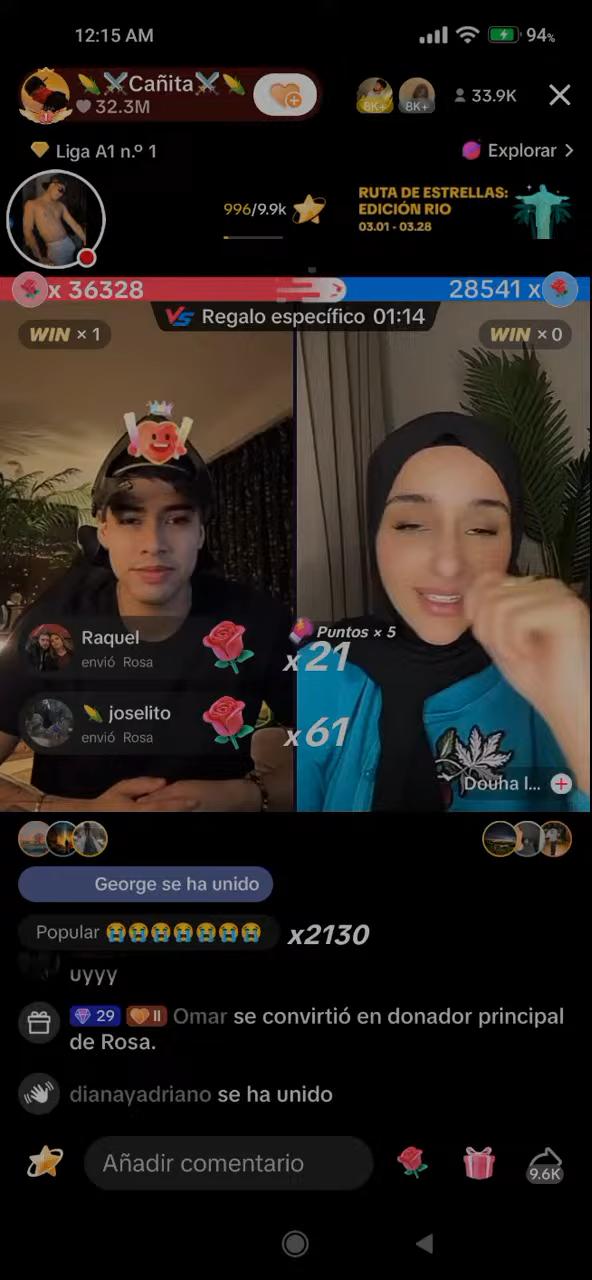 12:15 AM
94%
🌽⚔️Cañita⚔️🌽
32.3M
8K+
8K+
33.9K
Liga A1 n.º 1
Explorar
996/9.9k
RUTA DE ESTRELLAS:
EDICIÓN RIO
03.01 - 03.28
x 36328
28541 x
VS Regalo específico 01:14
WIN × 1
WIN × 0
Raquel
envió Rosa
x21
Puntos × 5
🌽 joselito
envió Rosa
x61
Douha l...
George se ha unido
Popular 😭😭😭😭😭😭😭
x2130
uyyy
29 II Omar se convirtió en donador principal
de Rosa.
dianayadriano se ha unido
Añadir comentario
9.6K